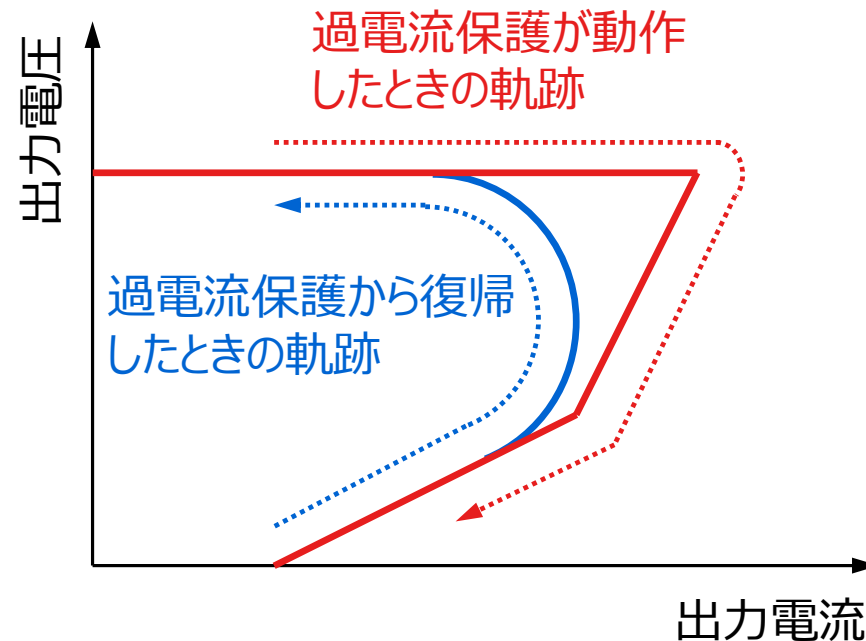 過電流保護が動作
したときの軌跡
出力電圧
過電流保護から復帰
したときの軌跡
出力電流